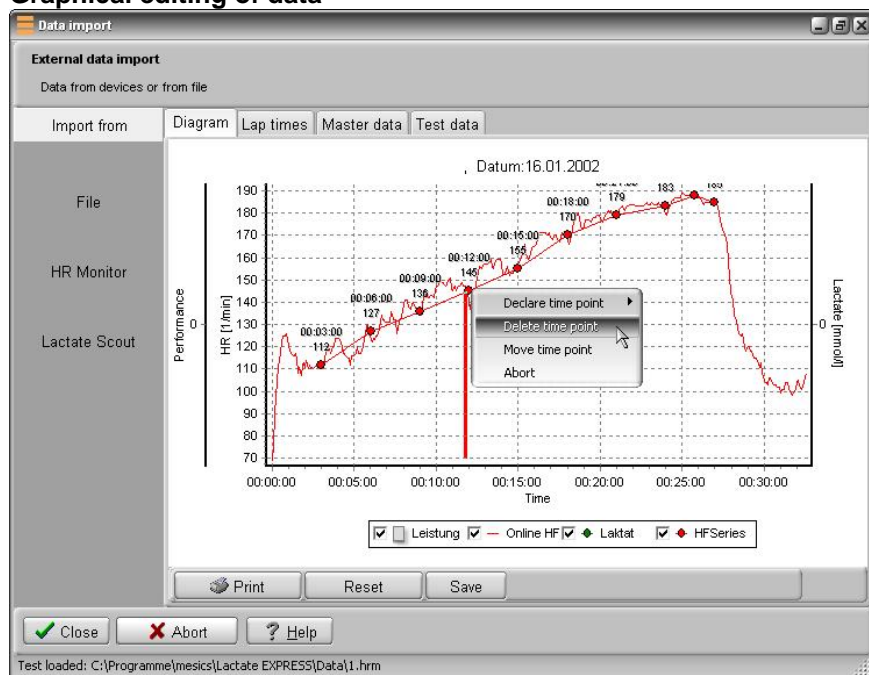 Graphical editing of data
Data import
External data import
Data from devices or from file
Import from
File
HR Monitor
Lactate Scout
Diagram
Lap times
Master data
Test data
, Datum:16.01.2002
Performance
0
HR [1/min]
190
180
170
160
150
140
130
120
110
100
90
80
70
00:03:00
112
00:06:00
127
00:09:00
136
00:12:00
145
00:15:00
155
00:18:00
170
179
183
Declare time point
Delete time point
Move time point
Abort
0
Lactate [mmol/l]
00:00:00
00:05:00
00:10:00
00:15:00
00:20:00
00:25:00
00:30:00
Time
Leistung
Online HF
Laktat
HFSeries
Print
Reset
Save
Close
Abort
? Help
Test loaded: C:\Programme\mesics\Lactate EXPRESS\Data\1.hrm